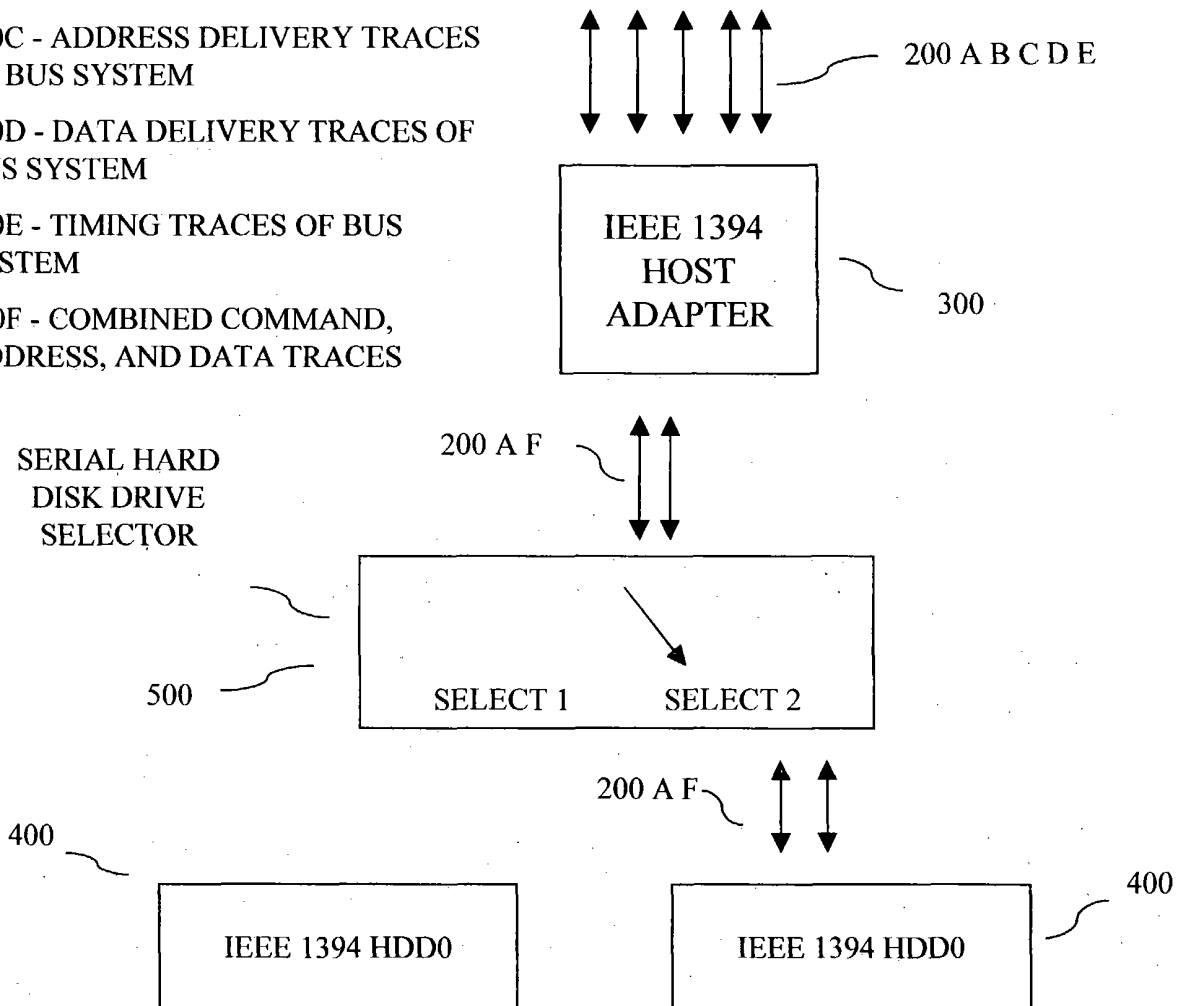 0C - ADDRESS DELIVERY TRACES
BUS SYSTEM
200 A B C D E
0D - DATA DELIVERY TRACES OF
S SYSTEM
0E - TIMING TRACES OF BUS
STEM
0F - COMBINED COMMAND,
DRESS, AND DATA TRACES
IEEE 1394
HOST
ADAPTER
300
200 A F
SERIAL HARD
DISK DRIVE
SELECTOR
500
SELECT 1 SELECT 2
200 A F
400
400
IEEE 1394 HDD0 IEEE 1394 HDD0